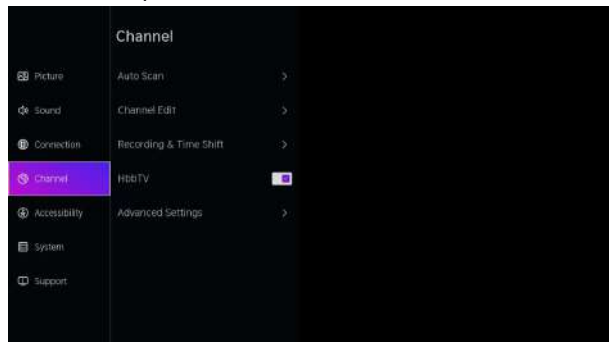 Channel
Picture
Auto Scan
Sound
Channel Edit
Connection
Recording & Time Shift
Channel
HbbTV
Accessibility
Advanced Settings
System
Support